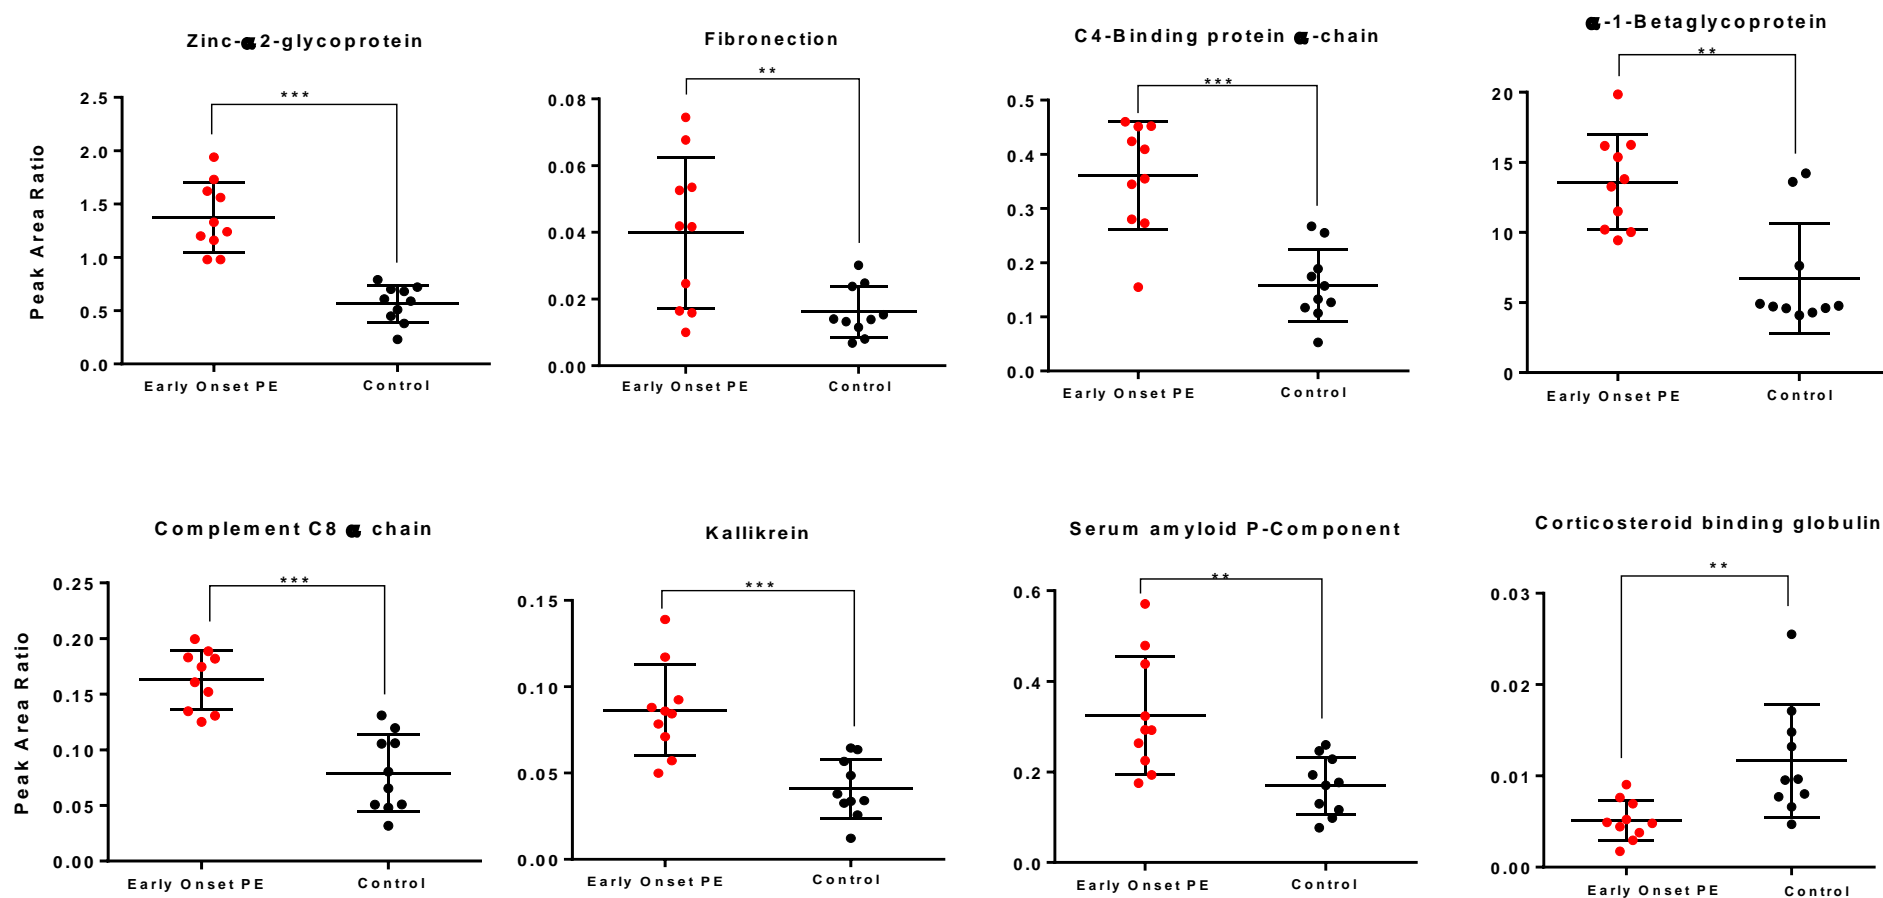 Zinc-α2-glycoprotein
***
Peak Area Ratio
2.5
2.0
1.5
1.0
0.5
0.0
Early Onset PE
Control
Fibronection
**
0.08
0.06
0.04
0.02
0.00
Early Onset PE
Control
C4-Binding protein α-chain
***
0.5
0.4
0.3
0.2
0.1
0.0
Early Onset PE
Control
α-1-Betaglycoprotein
**
20
15
10
5
0
Early Onset PE
Control
Complement C8 α chain
***
Peak Area Ratio
0.25
0.20
0.15
0.10
0.05
0.00
Early Onset PE
Control
Kallikrein
***
0.15
0.10
0.05
0.00
Early Onset PE
Control
Serum amyloid P-Component
**
0.6
0.4
0.2
0.0
Early Onset PE
Control
Corticosteroid binding globulin
**
0.03
0.02
0.01
0.00
Early Onset PE
Control